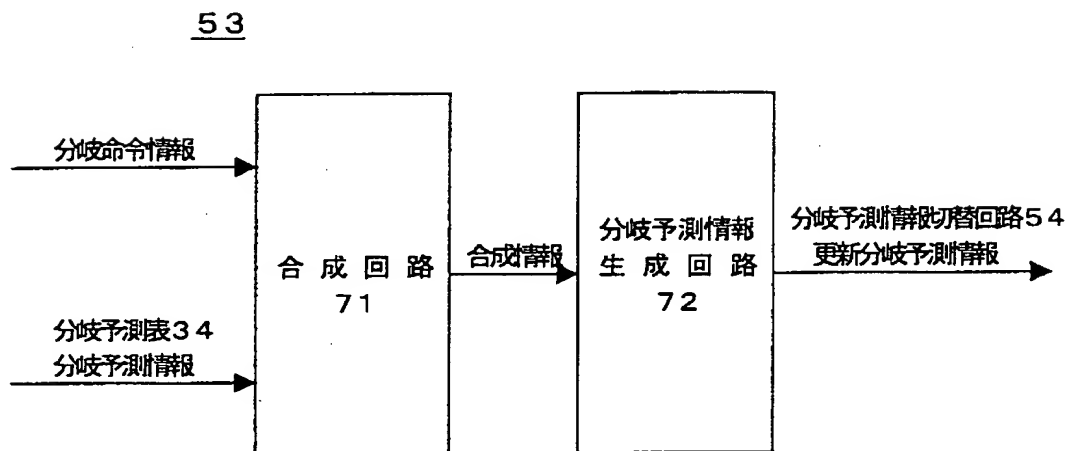 ５３
分岐命令情報
分岐予測表３４
分岐予測情報
合成回路
７１
合成情報
分岐予測情報
生成回路
７２
分岐予測情報切替回路５４
更新分岐予測情報